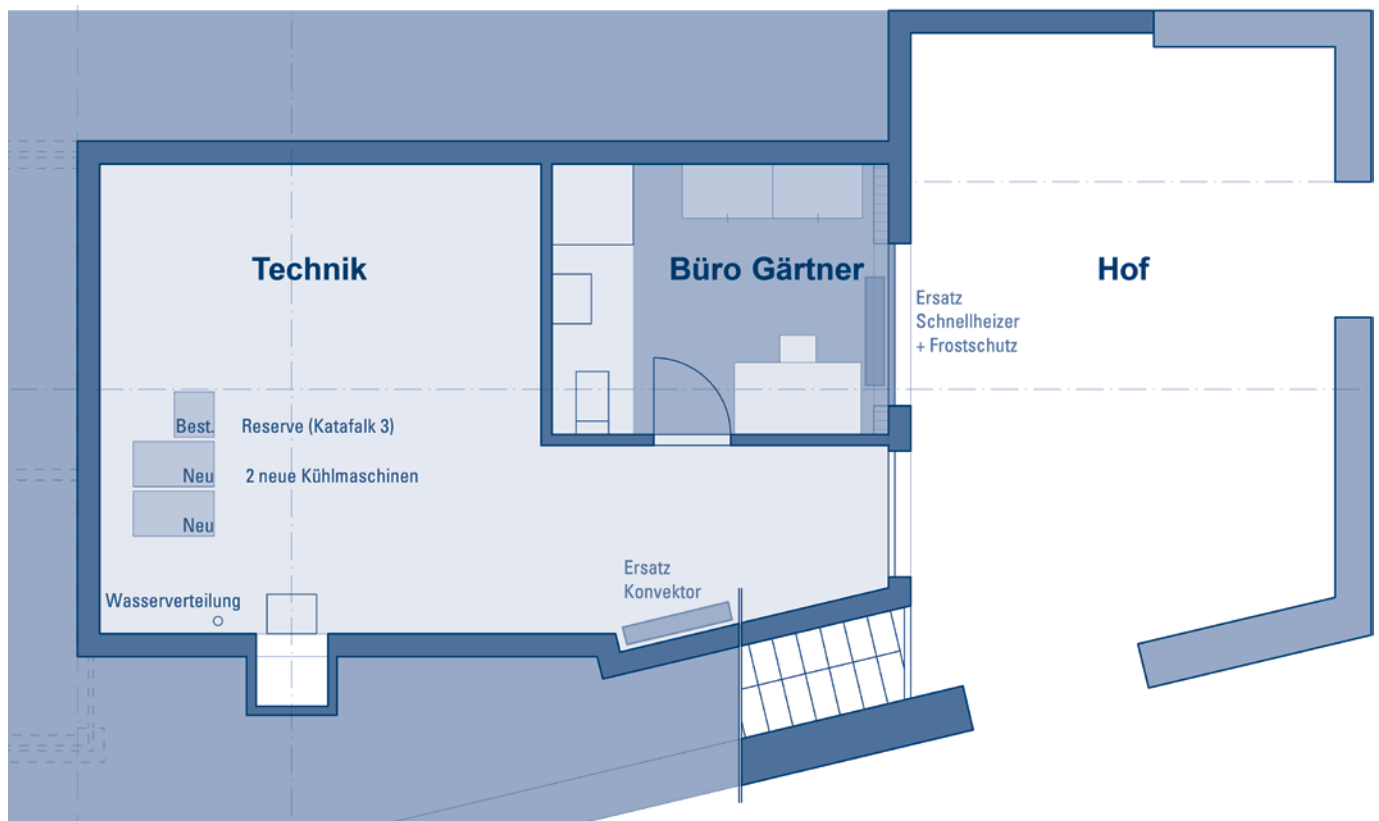 Technik
Büro Gärtner
Hof
Ersatz
Schnellheizer
+ Frostschutz
Best.
Reserve (Katafalk 3)
Neu
2 neue Kühlmaschinen
Neu
Ersatz
Konvektor
Wasserverteilung